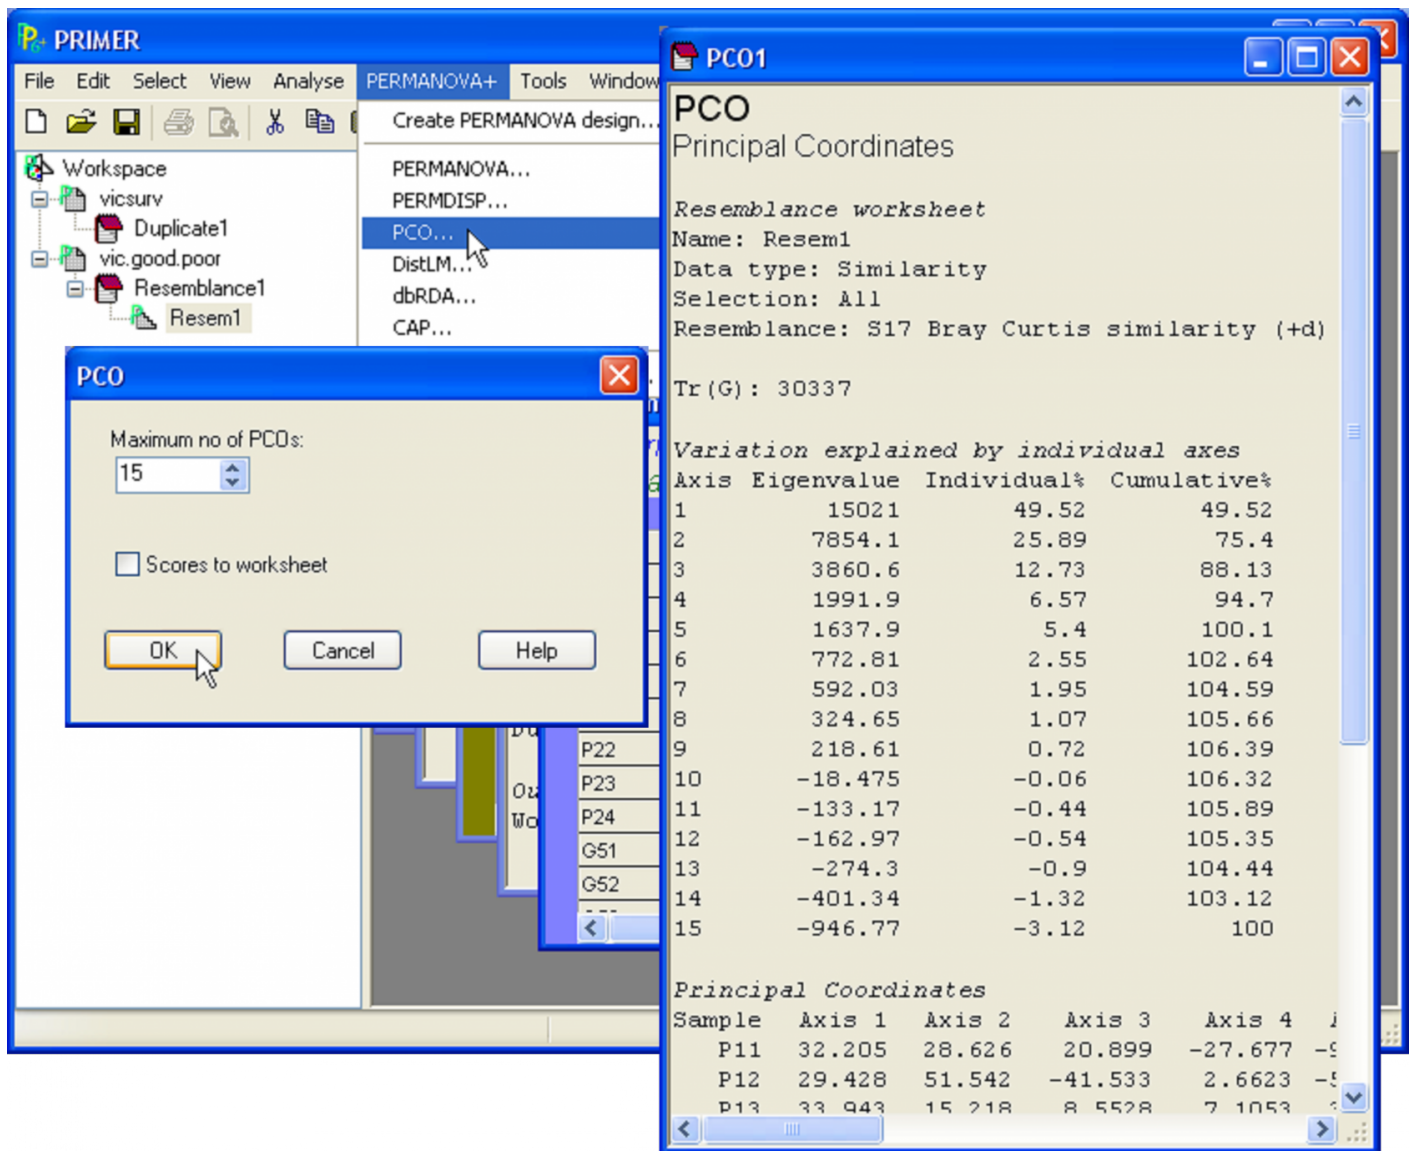 PRIMER
File Edit Select View Analyse PERMANOVA+ Tools Window
Create PERMANOVA design...
PERMANOVA...
PERMDISP...
PCO...
DistLM...
dbRDA...
CAP...
Workspace
vicsurv
Duplicate1
vic.good.poor
Resemblance1
Resem1
PCO
Maximum no of PCOs:
15
Scores to worksheet
OK Cancel Help
P22
P23
P24
G51
G52
PCO1
PCO
Principal Coordinates
Resemblance worksheet
Name: Resem1
Data type: Similarity
Selection: All
Resemblance: S17 Bray Curtis similarity (+d)
Tr(G): 30337
Variation explained by individual axes
Axis Eigenvalue Individual% Cumulative%
1 15021 49.52 49.52
2 7854.1 25.89 75.4
3 3860.6 12.73 88.13
4 1991.9 6.57 94.7
5 1637.9 5.4 100.1
6 772.81 2.55 102.64
7 592.03 1.95 104.59
8 324.65 1.07 105.66
9 218.61 0.72 106.39
10 -18.475 -0.06 106.32
11 -133.17 -0.44 105.89
12 -162.97 -0.54 105.35
13 -274.3 -0.9 104.44
14 -401.34 -1.32 103.12
15 -946.77 -3.12 100
Principal Coordinates
Sample Axis 1 Axis 2 Axis 3 Axis 4
P11 32.205 28.626 20.899 -27.677
P12 29.428 51.542 -41.533 2.6623
P13 33.943 15.218 8.5528 7.1053